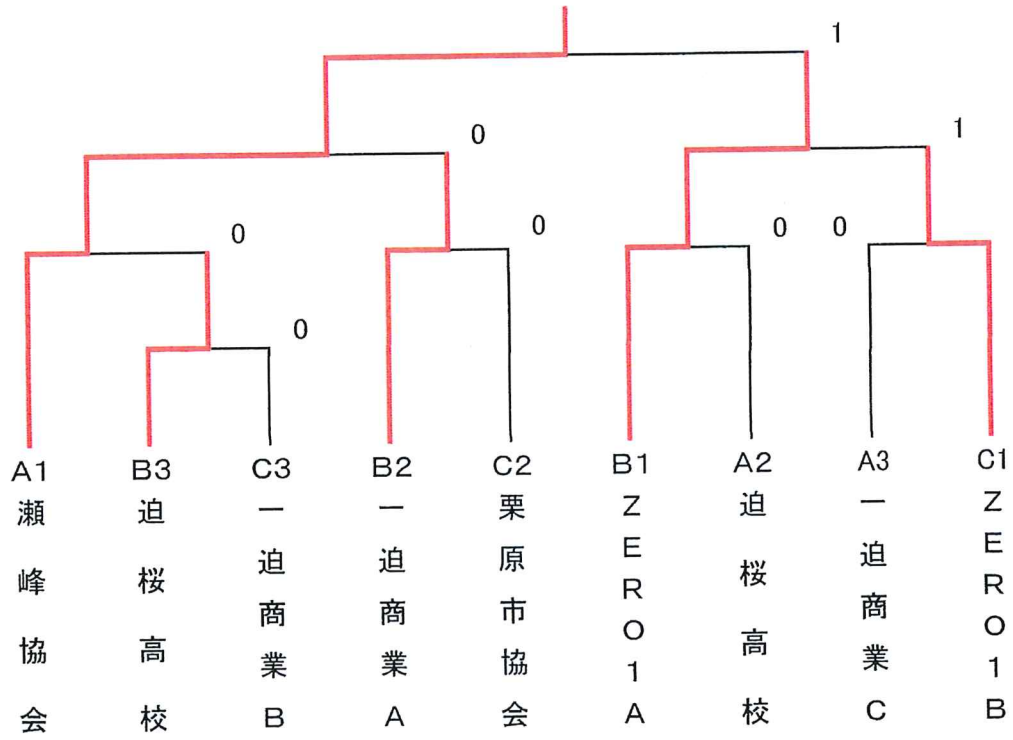 1
0
1
0
0
0
0
0
A1
B3
C3
B2
C2
B1
A2
A3
C1
瀬峰協会
迫桜高校
一迫商業B
一迫商業A
栗原市協会
ZERO1A
迫桜高校
一迫商業C
ZERO1B